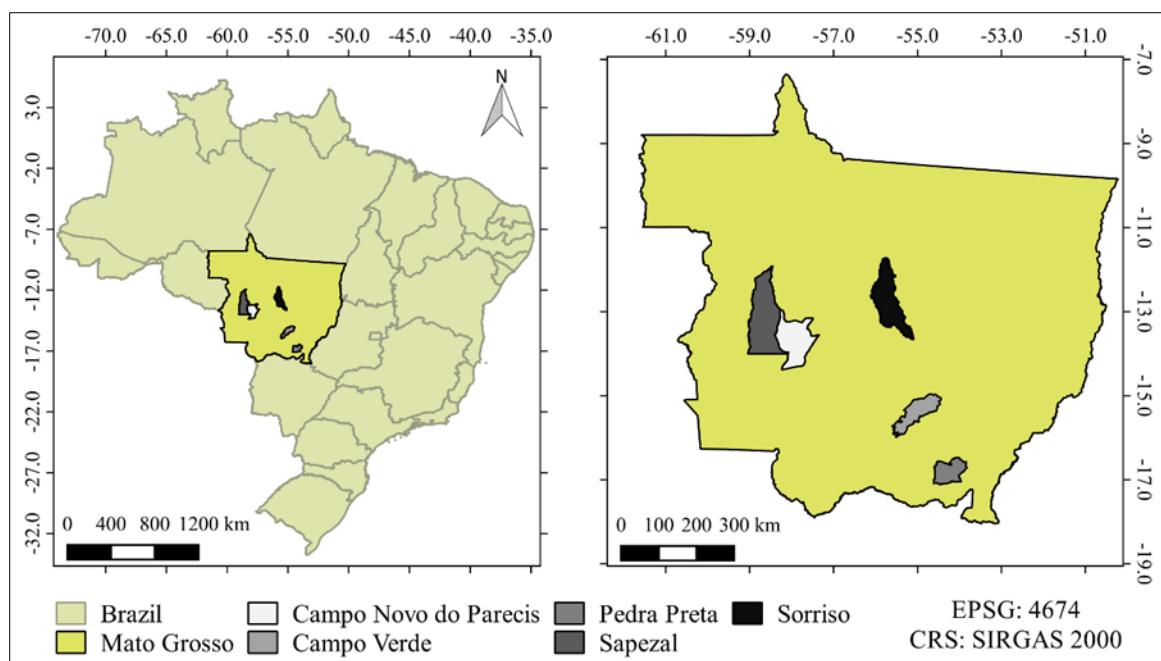 -70.0 -65.0 -60.0 -55.0 -50.0 -45.0 -40.0 -35.0
-61.0 -59.0 -57.0 -55.0 -53.0 -51.0
N
3.0
-2.0
-7.0
-12.0
-17.0
-22.0
-27.0
-32.0
0 400 800 1200 km
-7.0
-9.0
-11.0
-13.0
-15.0
-17.0
-19.0
0 100 200 300 km
Brazil
Mato Grosso
Campo Novo do Parecis
Campo Verde
Pedra Preta
Sapezal
Sorriso
EPSG: 4674
CRS: SIRGAS 2000